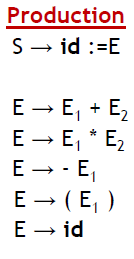 Production
S → id :=E
E → E₁ + E₂
E → E₁ * E₂
E → - E₁
E → ( E₁ )
E → id